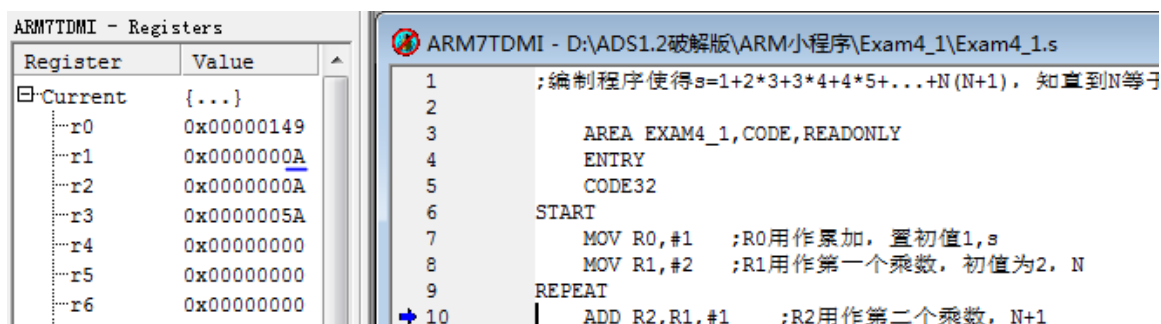 ARM7TDMI - Registers
Register Value
Current {...}
r0 0x00000149
r1 0x0000000A
r2 0x0000000A
r3 0x0000005A
r4 0x00000000
r5 0x00000000
r6 0x00000000
ARM7TDMI - D:\ADS1.2破解版\ARM小程序\Exam4_1\Exam4_1.s
1 ;编制程序使得s=1+2*3+3*4+4*5+...+N(N+1), 知直到N等于
2
3 AREA EXAM4_1,CODE,READONLY
4 ENTRY
5 CODE32
6 START
7 MOV R0,#1 ;R0用作累加, 置初值1,s
8 MOV R1,#2 ;R1用作第一个乘数, 初值为2, N
9 REPEAT
10 ADD R2,R1,#1 ;R2用作第二个乘数, N+1